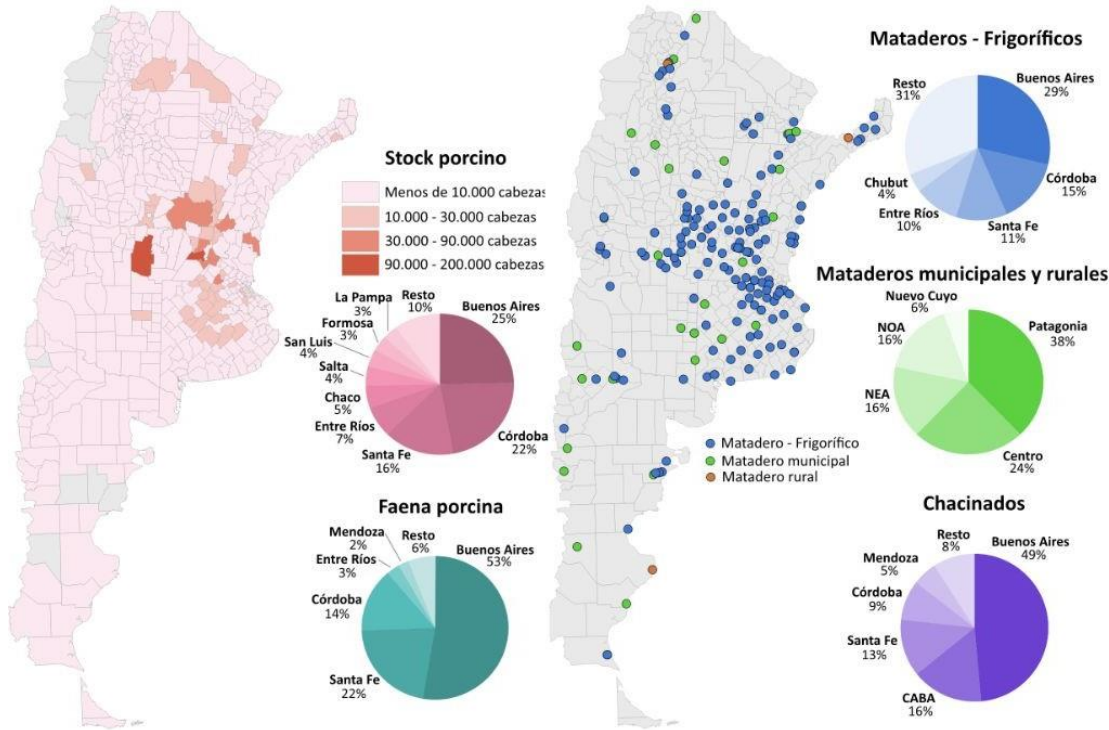 Stock porcino
Menos de 10.000 cabezas
10.000 - 30.000 cabezas
30.000 - 90.000 cabezas
90.000 - 200.000 cabezas
La Pampa
3%
Resto
10%
Buenos Aires
25%
Formosa
3%
San Luis
4%
Salta
4%
Chaco
5%
Entre Ríos
7%
Santa Fe
16%
Córdoba
22%
Faena porcina
Mendoza
2%
Resto
6%
Buenos Aires
53%
Entre Ríos
3%
Córdoba
14%
Santa Fe
22%
Matadero - Frigorífico
Matadero municipal
Matadero rural
Mataderos - Frigoríficos
Resto
31%
Buenos Aires
29%
Chubut
4%
Córdoba
15%
Entre Ríos
10%
Santa Fe
11%
Mataderos municipales y rurales
Nuevo Cuyo
6%
Patagonia
38%
NOA
16%
NEA
16%
Centro
24%
Chacinados
Resto
8%
Buenos Aires
49%
Mendoza
5%
Córdoba
9%
Santa Fe
13%
CABA
16%